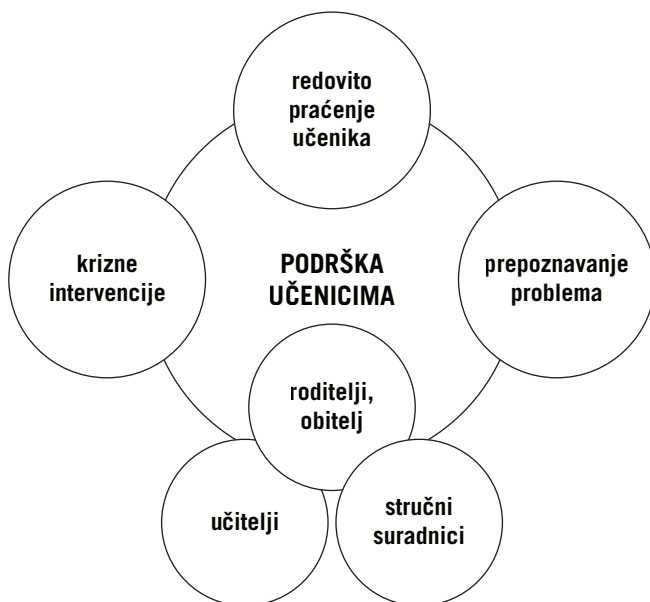 redovito
praćenje
učenika
krizne
intervencije
PODRŠKA
UČENICIMA
prepoznavanje
problema
roditelji,
obitelj
učitelji
stručni
suradnici